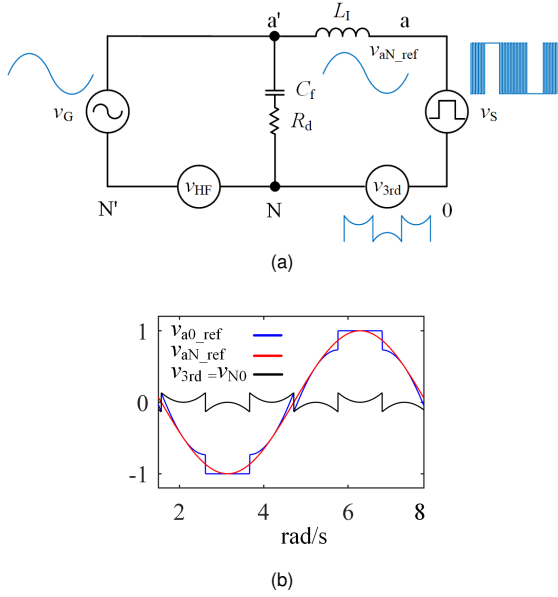 a' L_I a
v_aN_ref
v_G C_f v_S
R_d
v_HF v_3rd
N' N 0
(a)
v_a0_ref
v_aN_ref
v_3rd = v_N0
1
0
-1
2 4 6 8
rad/s
(b)